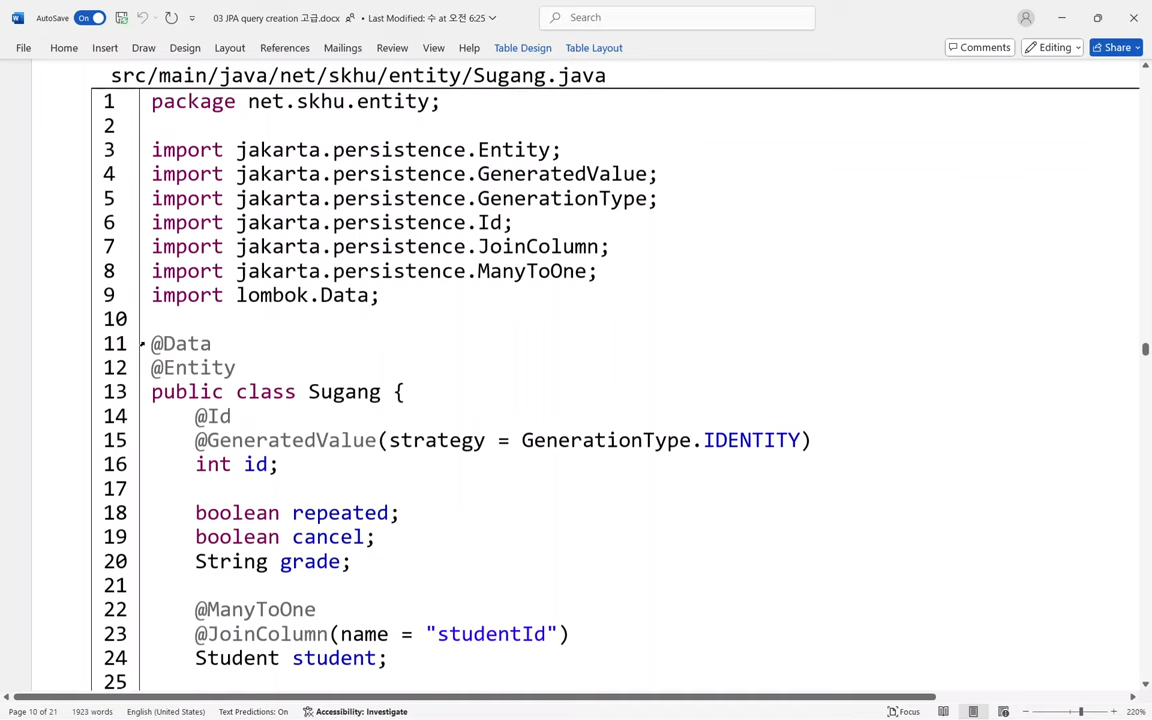 AutoSave On 03 JPA query creation 고급.docx • Last Modified: 수 at 오전 6:25 Search
File Home Insert Draw Design Layout References Mailings Review View Help Table Design Table Layout Comments Editing Share
src/main/java/net/skhu/entity/Sugang.java
1 package net.skhu.entity;
2
3 import jakarta.persistence.Entity;
4 import jakarta.persistence.GeneratedValue;
5 import jakarta.persistence.GenerationType;
6 import jakarta.persistence.Id;
7 import jakarta.persistence.JoinColumn;
8 import jakarta.persistence.ManyToOne;
9 import lombok.Data;
10
11 @Data
12 @Entity
13 public class Sugang {
14 @Id
15 @GeneratedValue(strategy = GenerationType.IDENTITY)
16 int id;
17
18 boolean repeated;
19 boolean cancel;
20 String grade;
21
22 @ManyToOne
23 @JoinColumn(name = "studentId")
24 Student student;
25
Page 10 of 21 1923 words English (United States) Text Predictions: On Accessibility: Investigate Focus 220%